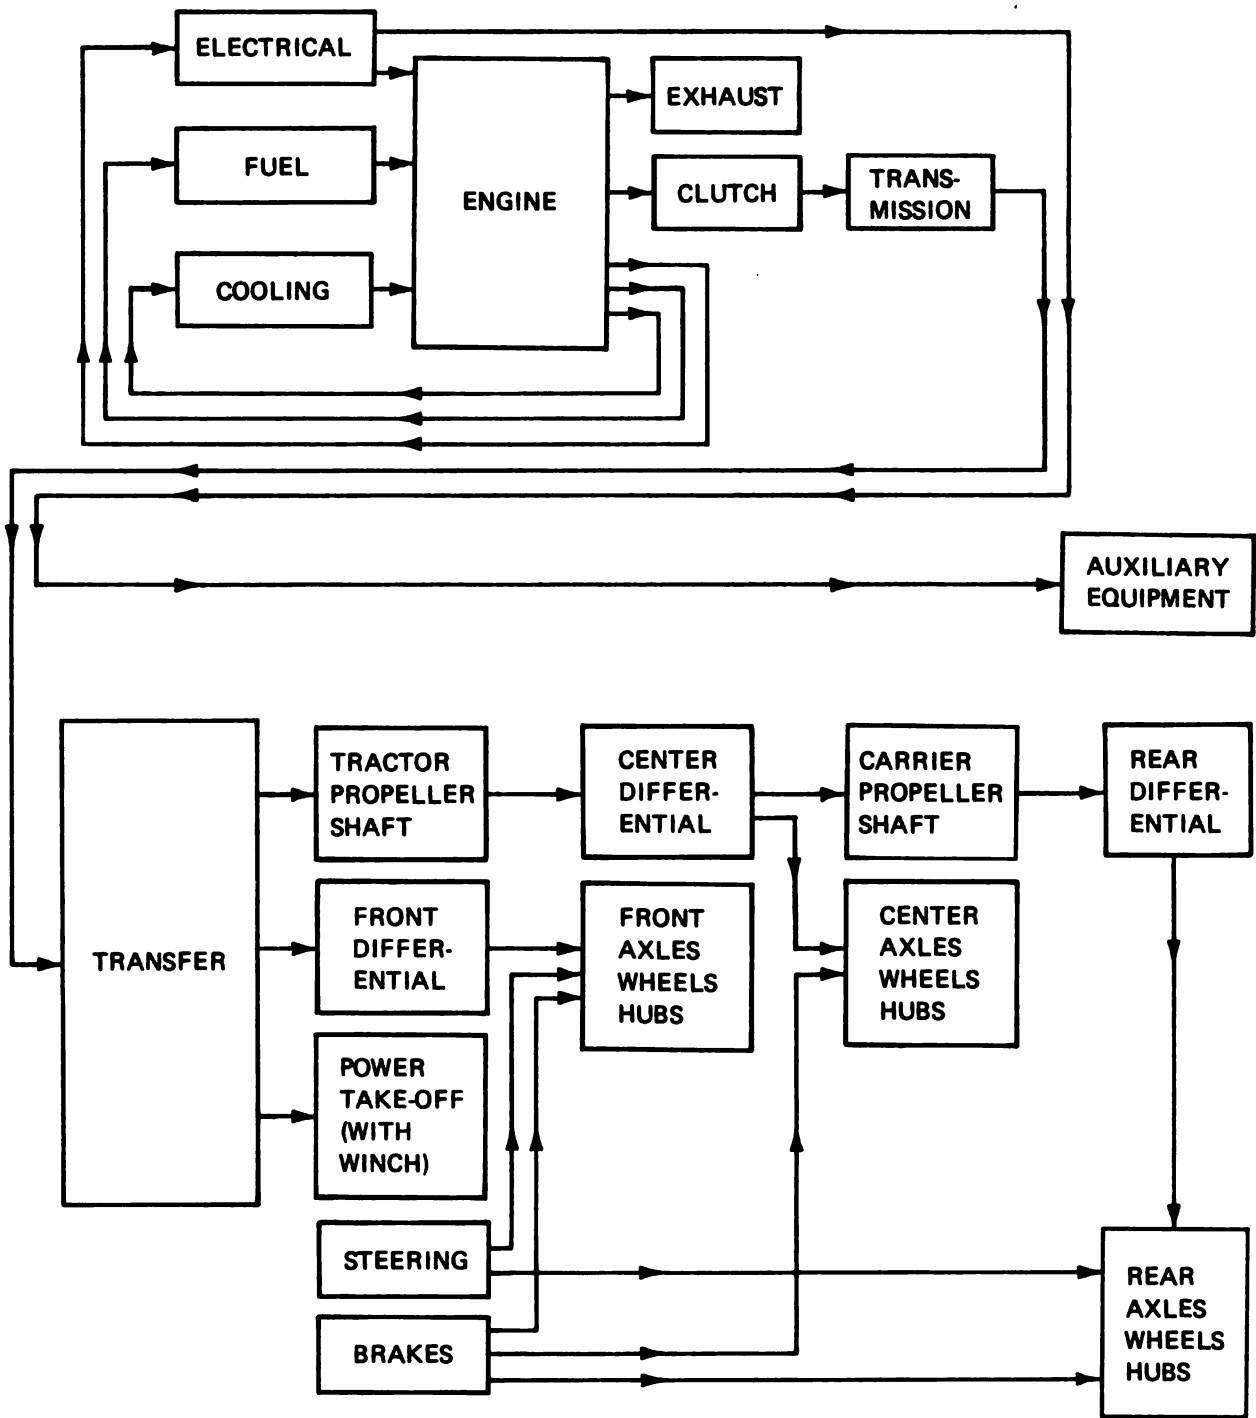 ELECTRICAL
EXHAUST
FUEL
ENGINE
CLUTCH
TRANS-
MISSION
COOLING
AUXILIARY
EQUIPMENT
TRACTOR
PROPELLER
SHAFT
CENTER
DIFFER-
ENTIAL
CARRIER
PROPELLER
SHAFT
REAR
DIFFER-
ENTIAL
TRANSFER
FRONT
DIFFER-
ENTIAL
FRONT
AXLES
WHEELS
HUBS
CENTER
AXLES
WHEELS
HUBS
POWER
TAKE-OFF
(WITH
WINCH)
STEERING
BRAKES
REAR
AXLES
WHEELS
HUBS